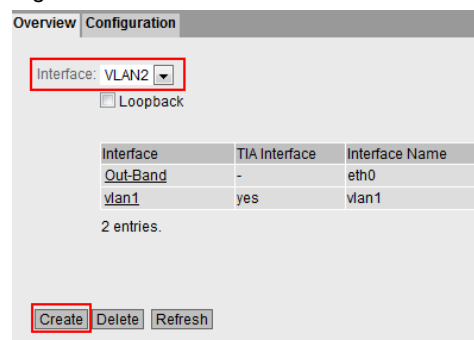 Overview Configuration
Interface: VLAN2
Loopback
Interface TIA Interface Interface Name
Out-Band - eth0
vlan1 yes vlan1
2 entries.
Create Delete Refresh